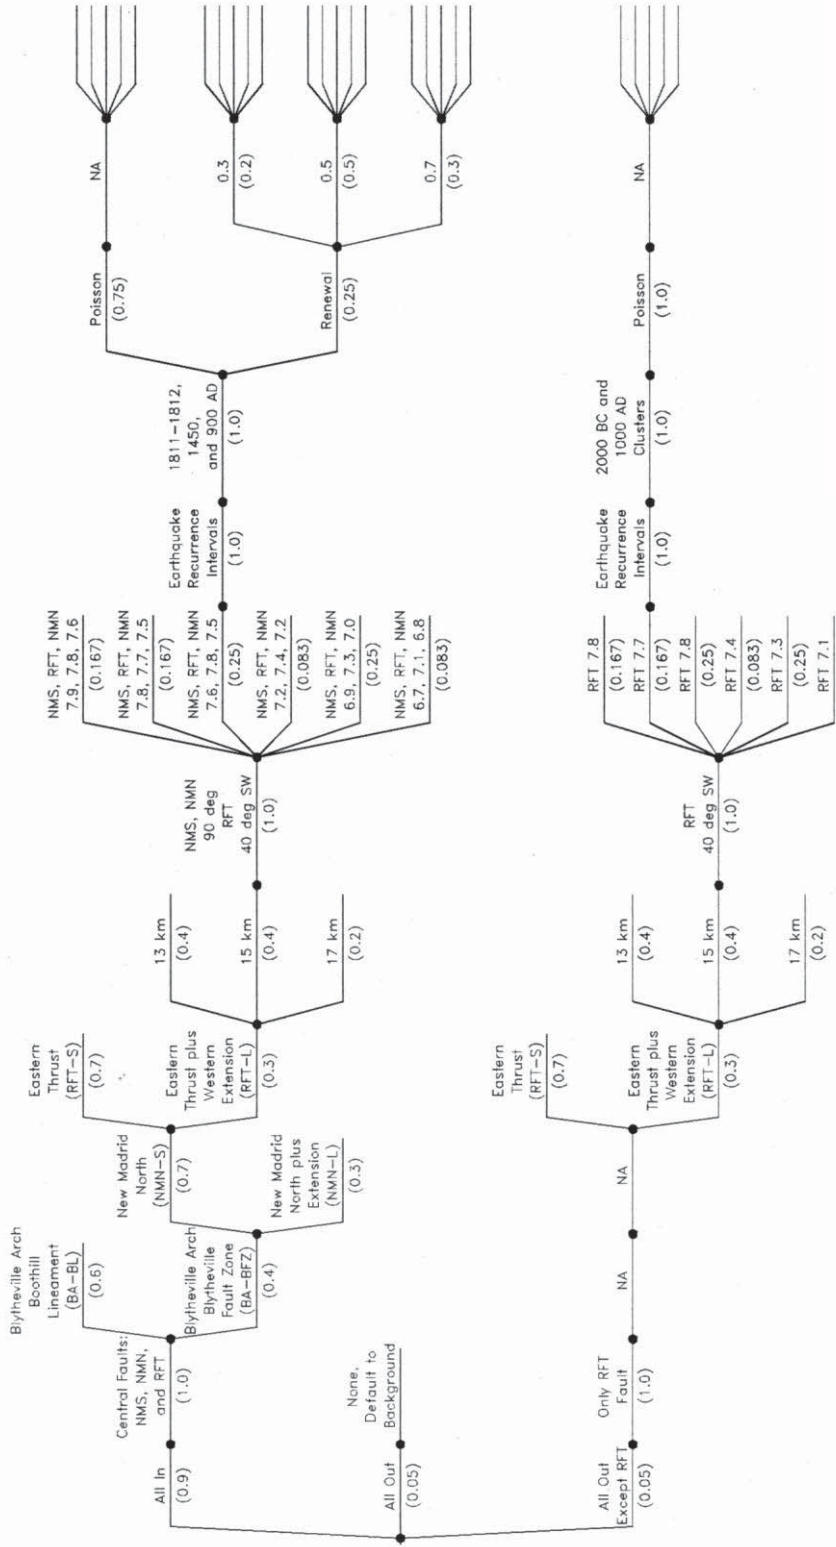 All In
(0.9)
All Out
(0.05)
All Out
Except RFT
(0.05)
Central Faults:
NMS, NMN,
and RFT
(1.0)
None,
Default to
Background
Only RFT
Fault
(1.0)
Blytheville Arch
Boothill
Lineament
(BA-BL)
(0.6)
Blytheville Arch
Blytheville
Fault Zone
(BA-BFZ)
(0.4)
NA
New Madrid
North
(NMN-S)
(0.7)
New Madrid
North plus
Extension
(NMN-L)
(0.3)
NA
Eastern
Thrust
(RFT-S)
(0.7)
Eastern
Thrust plus
Western
Extension
(RFT-L)
(0.3)
Eastern
Thrust
(RFT-S)
(0.7)
Eastern
Thrust plus
Western
Extension
(RFT-L)
(0.3)
13 km
(0.4)
15 km
(0.4)
17 km
(0.2)
13 km
(0.4)
15 km
(0.4)
17 km
(0.2)
NMS, NMN
90 deg
RFT
40 deg SW
(1.0)
RFT
40 deg SW
(1.0)
NMS, RFT, NMN
7.9, 7.8, 7.6
(0.167)
NMS, RFT, NMN
7.8, 7.7, 7.5
(0.167)
NMS, RFT, NMN
7.6, 7.8, 7.5
(0.25)
NMS, RFT, NMN
7.2, 7.4, 7.2
(0.083)
NMS, RFT, NMN
6.9, 7.3, 7.0
(0.25)
NMS, RFT, NMN
6.7, 7.1, 6.8
(0.083)
RFT 7.8
(0.167)
RFT 7.7
(0.167)
RFT 7.8
(0.25)
RFT 7.4
(0.083)
RFT 7.3
(0.25)
RFT 7.1
Earthquake
Recurrence
Intervals
(1.0)
Earthquake
Recurrence
Intervals
(1.0)
1811-1812,
1450,
and 900 AD
(1.0)
2000 BC and
1000 AD
Clusters
(1.0)
Poisson
(0.75)
Renewal
(0.25)
Poisson
(1.0)
NA
0.3
(0.2)
0.5
(0.5)
0.7
(0.3)
NA